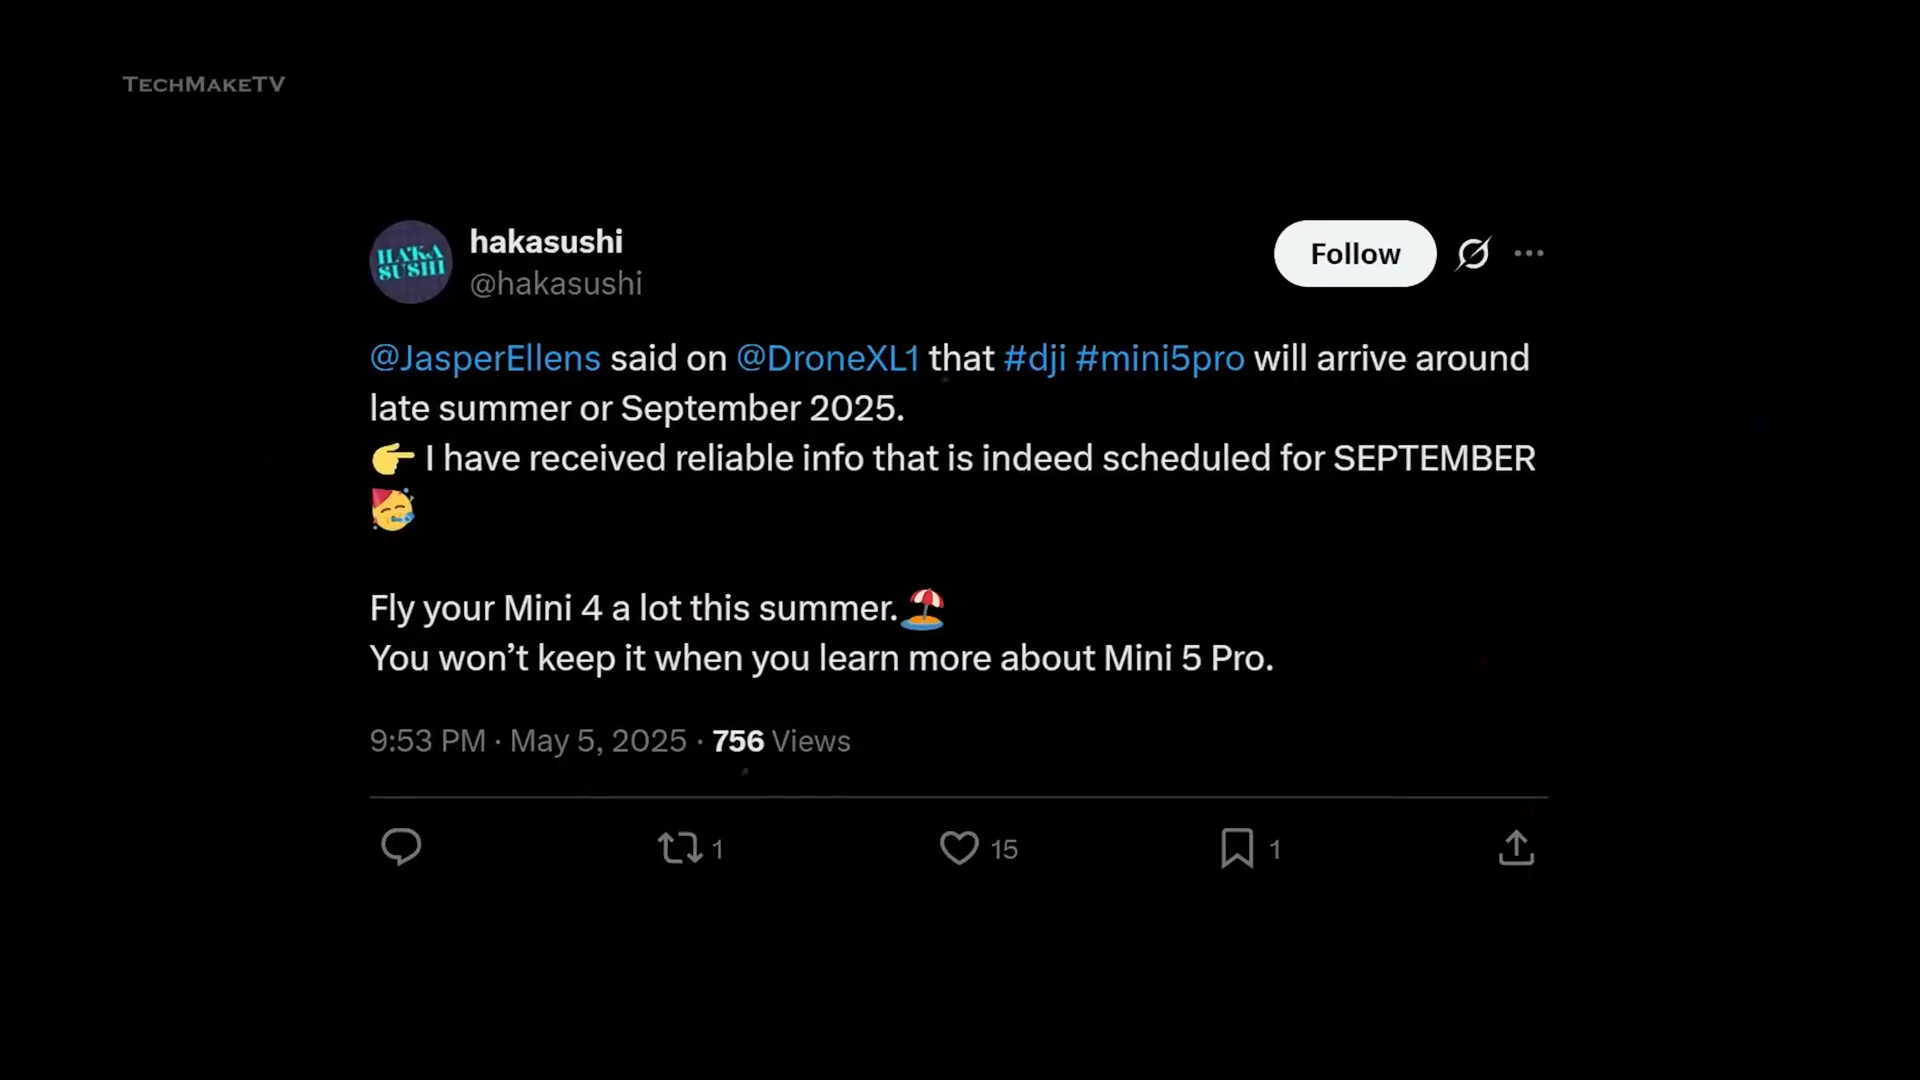 TECHMAKETV
HAKA
SUSHI
hakasushi
@hakasushi
Follow
@JasperEllens said on @DroneXL1 that #dji #mini5pro will arrive around
late summer or September 2025.
👉 I have received reliable info that is indeed scheduled for SEPTEMBER
🥳
Fly your Mini 4 a lot this summer.🏖️
You won’t keep it when you learn more about Mini 5 Pro.
9:53 PM · May 5, 2025 · 756 Views
1
15
1